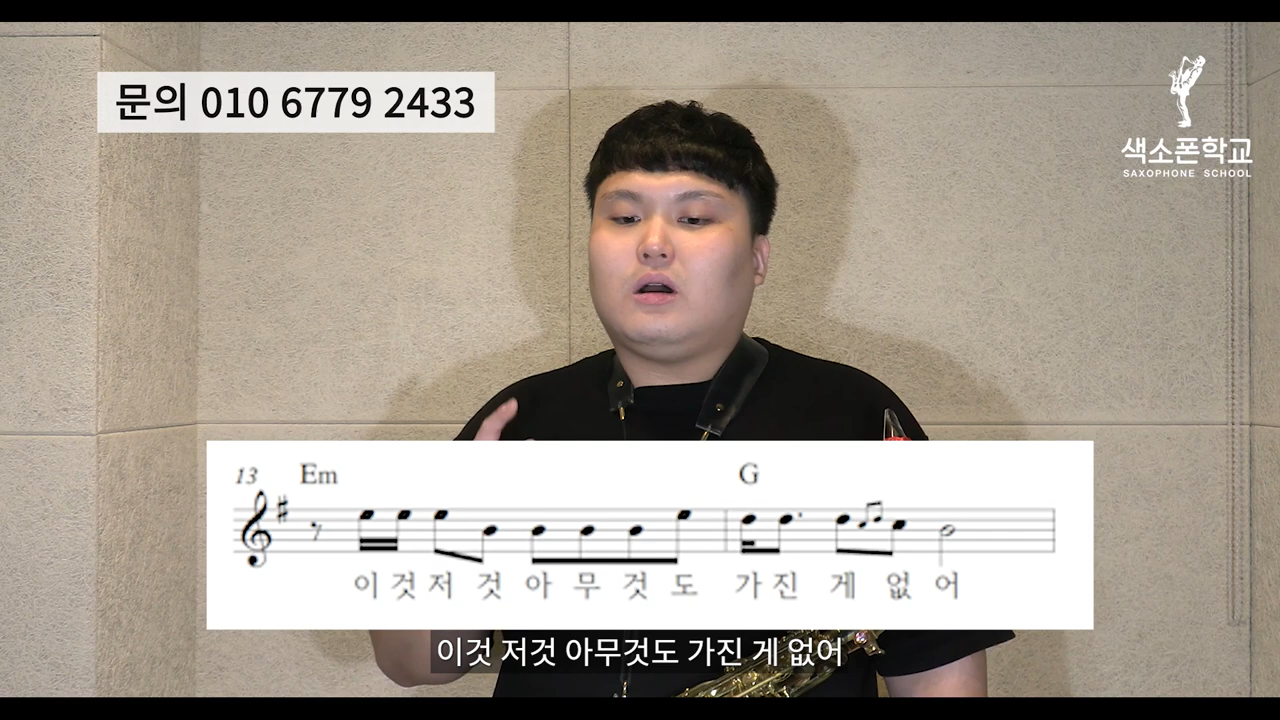 문의 010 6779 2433
색소폰학교
SAXOPHONE SCHOOL
13 Em G
이 것 저 것 아 무 것 도 가 진 게 없 어
이것 저것 아무것도 가진 게 없어